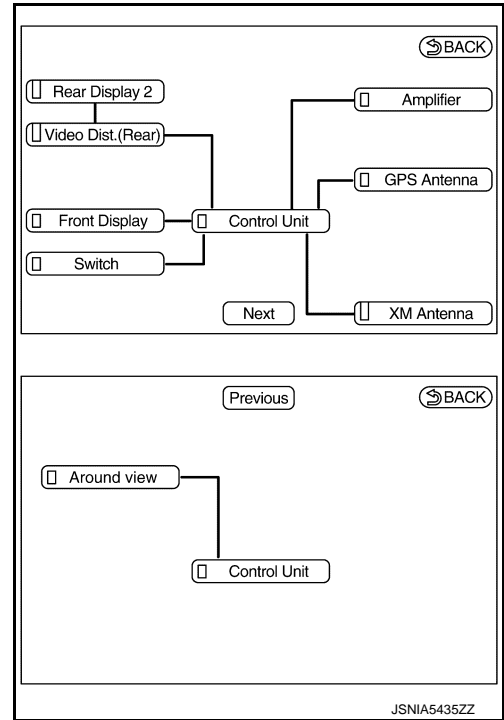 BACK
Rear Display 2
Amplifier
Video Dist.(Rear)
GPS Antenna
Front Display
Control Unit
Switch
Next
XM Antenna
Previous
BACK
Around view
Control Unit
JSNIA5435ZZ